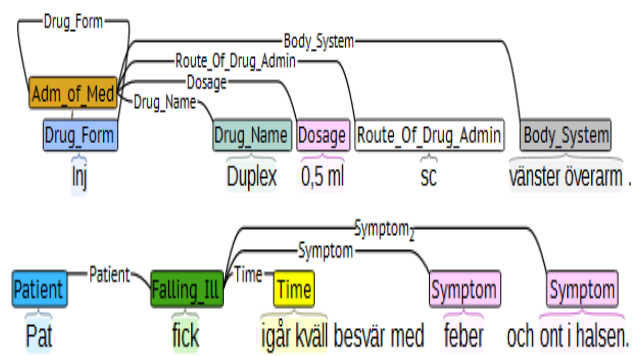 Drug_Form
Body_System
Route_Of_Drug_Admin
Dosage
Adm_of_Med
Drug_Name
Drug_Form Drug_Name Dosage Route_Of_Drug_Admin Body_System
Inj Duplex 0,5 ml sc vänster överarm .
Symptom2
Symptom
Patient Time
Patient Falling_Ill Time Symptom Symptom
Pat fick igår kväll besvär med feber och ont i halsen.